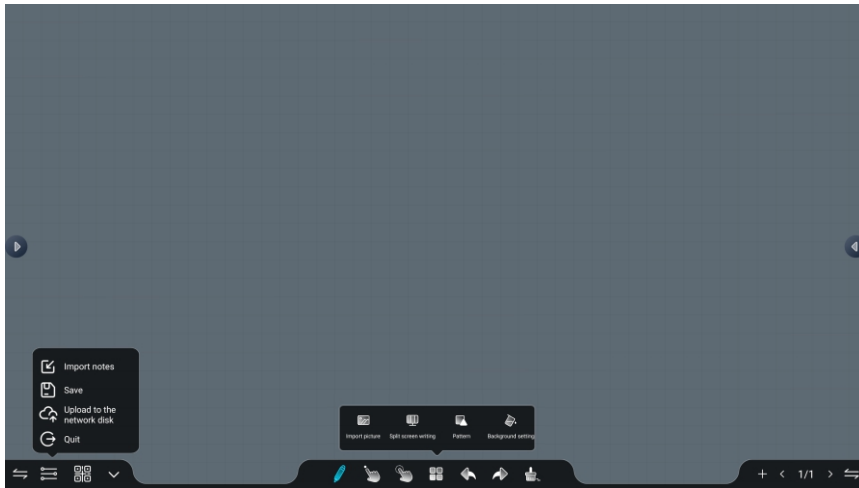 Import notes
Save
Upload to the
network disk
Quit
Import picture
Split screen writing
Pattern
Background setting
1/1